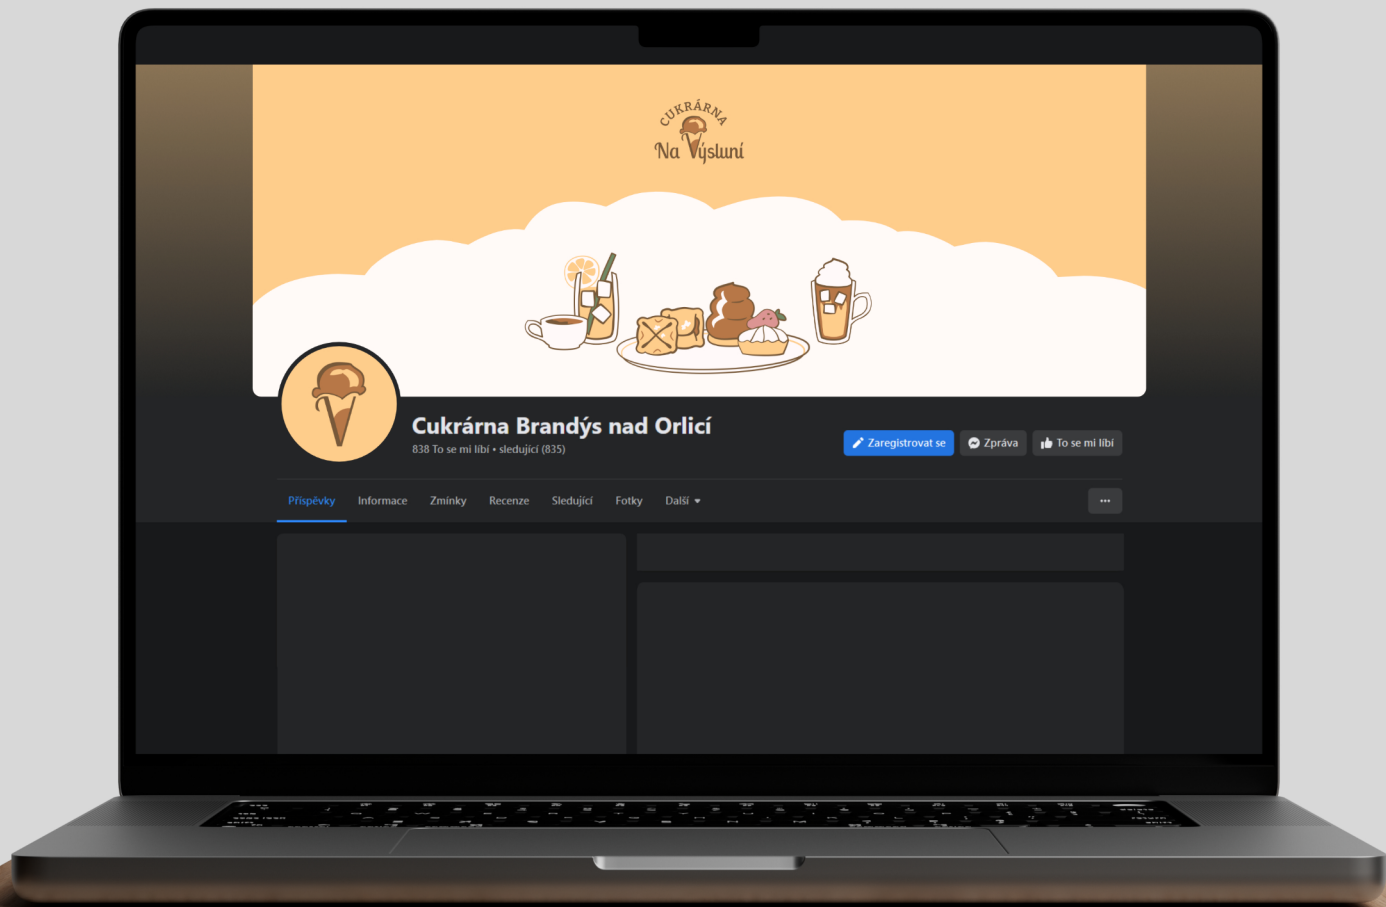 CUKRÁRNA
Na Výsluní
Cukrárna Brandýs nad Orlicí
838 To se mi líbí • sledující (835)
Zaregistrovat se
Zpráva
To se mi líbí
Příspěvky
Informace
Zmínky
Recenze
Sledující
Fotky
Další